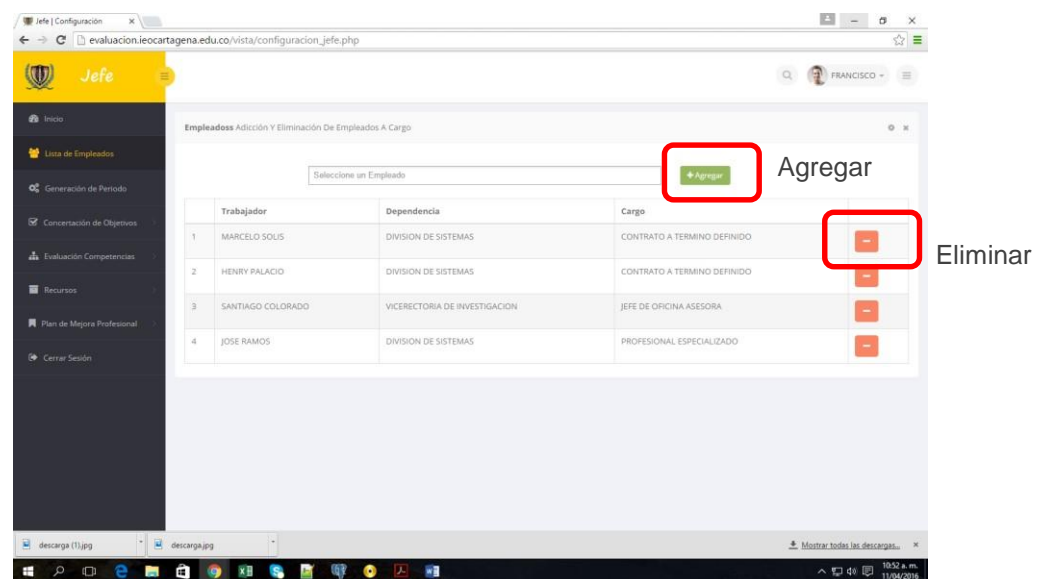 Jefe | Configuración
evaluacion.ieocartagena.edu.co/vista/configuracion_jefe.php
Jefe
FRANCISCO
Inicio
Empleadoss Adicción Y Eliminación De Empleados A Cargo
Lista de Empleados
Seleccione un Empleado
+ Agregar
Agregar
Generación de Periodo
Trabajador Dependencia Cargo
Concertación de Objetivos
1 MARCELO SOLIS DIVISION DE SISTEMAS CONTRATO A TERMINO DEFINIDO
Eliminar
Evaluación Competencias
2 HENRY PALACIO DIVISION DE SISTEMAS CONTRATO A TERMINO DEFINIDO
Recursos
3 SANTIAGO COLORADO VICERECTORIA DE INVESTIGACION JEFE DE OFICINA ASESORA
Plan de Mejora Profesional
4 JOSE RAMOS DIVISION DE SISTEMAS PROFESIONAL ESPECIALIZADO
Cerrar Sesión
descarga (1).jpg
descarga.jpg
Mostrar todas las descargas...
10:52 a. m.
11/04/2016